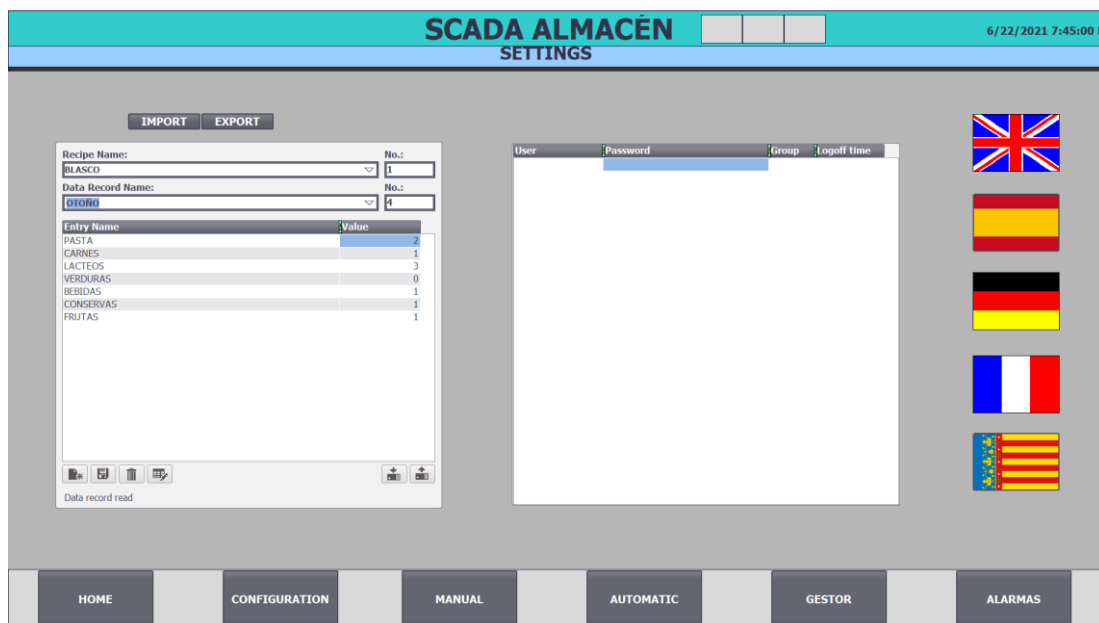 SCADA ALMACÉN
6/22/2021 7:45:00
SETTINGS
IMPORT EXPORT
Recipe Name: No.:
BLASCO 1
Data Record Name: No.:
OTOÑO 4
Entry Name Value
PASTA 2
CARNES 1
LACTEOS 3
VERDURAS 0
BEBIDAS 1
CONSERVAS 1
FRUTAS 1
Data record read
User Password Group Logoff time
HOME CONFIGURATION MANUAL AUTOMATIC GESTOR ALARMAS